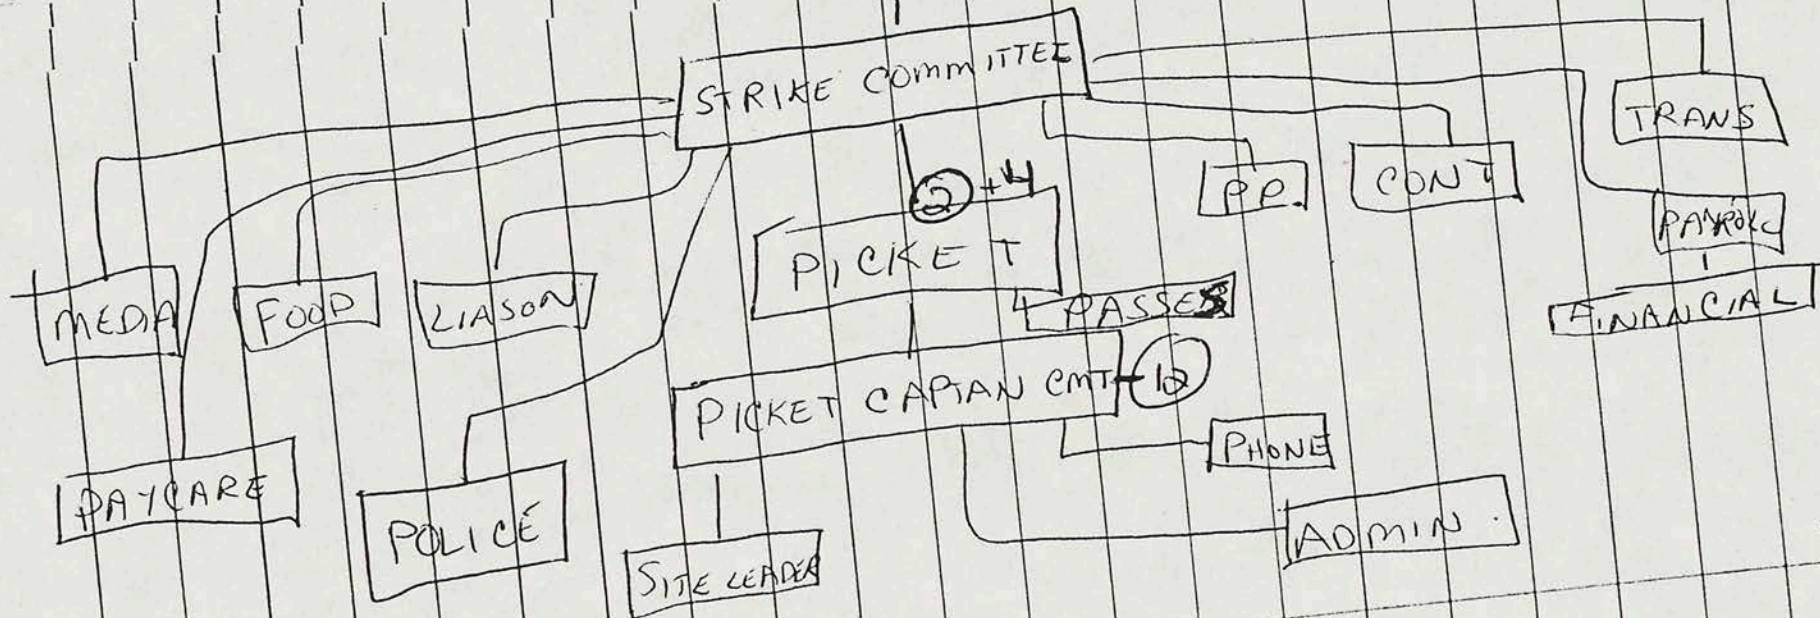 STRIKE COMMITTEE
TRANS
② +4
P.P.
CONT
PAYROLL
PICKET
MEDIA
FOOD
LIASON
PASSES
FINANCIAL
PICKET CAPTAN CMT - ⑫
PHONE
DAYCARE
POLICE
ADMIN.
SITE LEADER